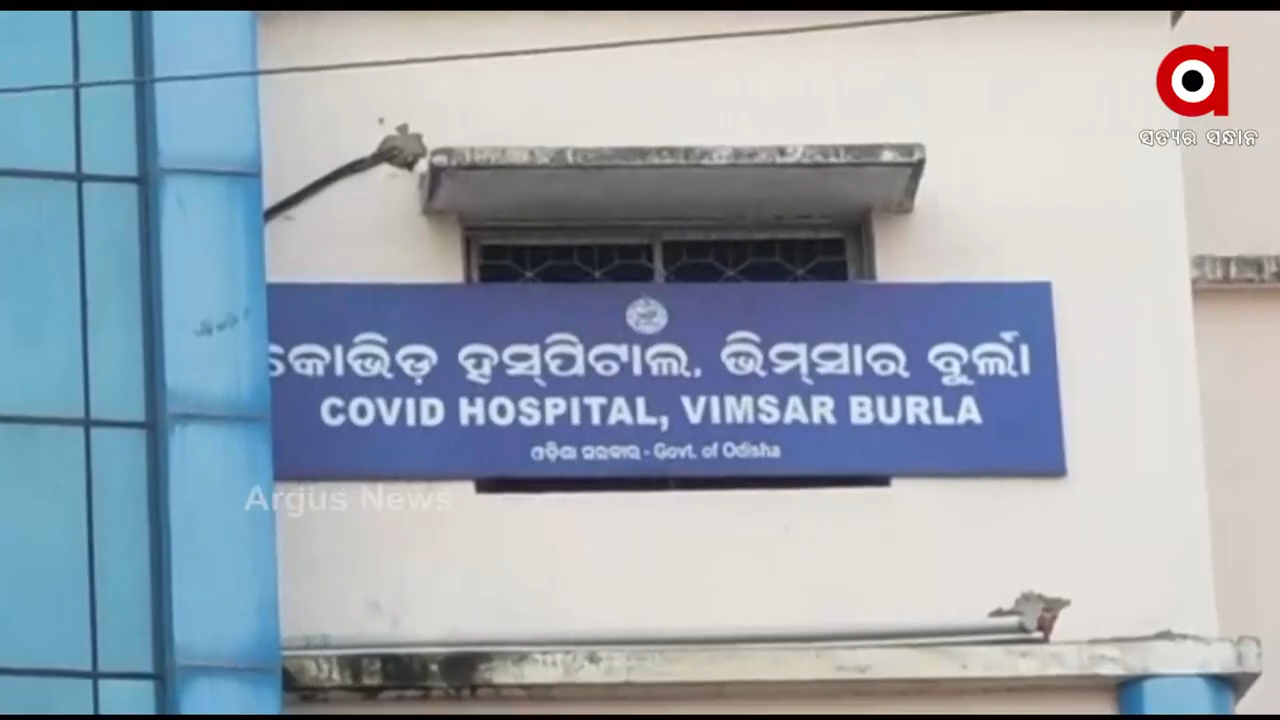 ସତ୍ୟର ସନ୍ଧାନ
କୋଭିଡ଼ ହସ୍‌ପିଟାଲ, ଭିମ୍‌ସାର ବୁର୍ଲା
COVID HOSPITAL, VIMSAR BURLA
ଓଡ଼ିଶା ସରକାର - Govt. of Odisha
Argus News